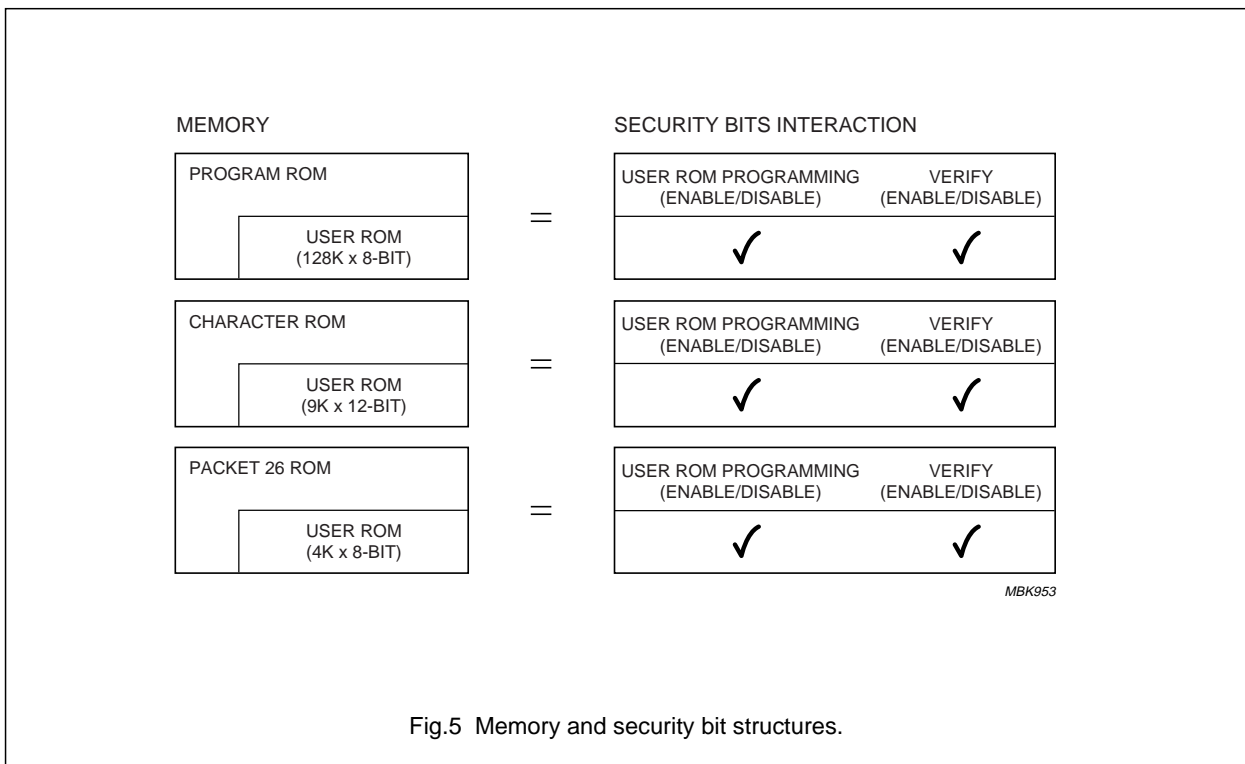 MEMORY
SECURITY BITS INTERACTION
PROGRAM ROM
USER ROM
(128K x 8-BIT)
=
USER ROM PROGRAMMING
(ENABLE/DISABLE)
VERIFY
(ENABLE/DISABLE)
✓ ✓
CHARACTER ROM
USER ROM
(9K x 12-BIT)
=
USER ROM PROGRAMMING
(ENABLE/DISABLE)
VERIFY
(ENABLE/DISABLE)
✓ ✓
PACKET 26 ROM
USER ROM
(4K x 8-BIT)
=
USER ROM PROGRAMMING
(ENABLE/DISABLE)
VERIFY
(ENABLE/DISABLE)
✓ ✓
MBK953
Fig.5 Memory and security bit structures.